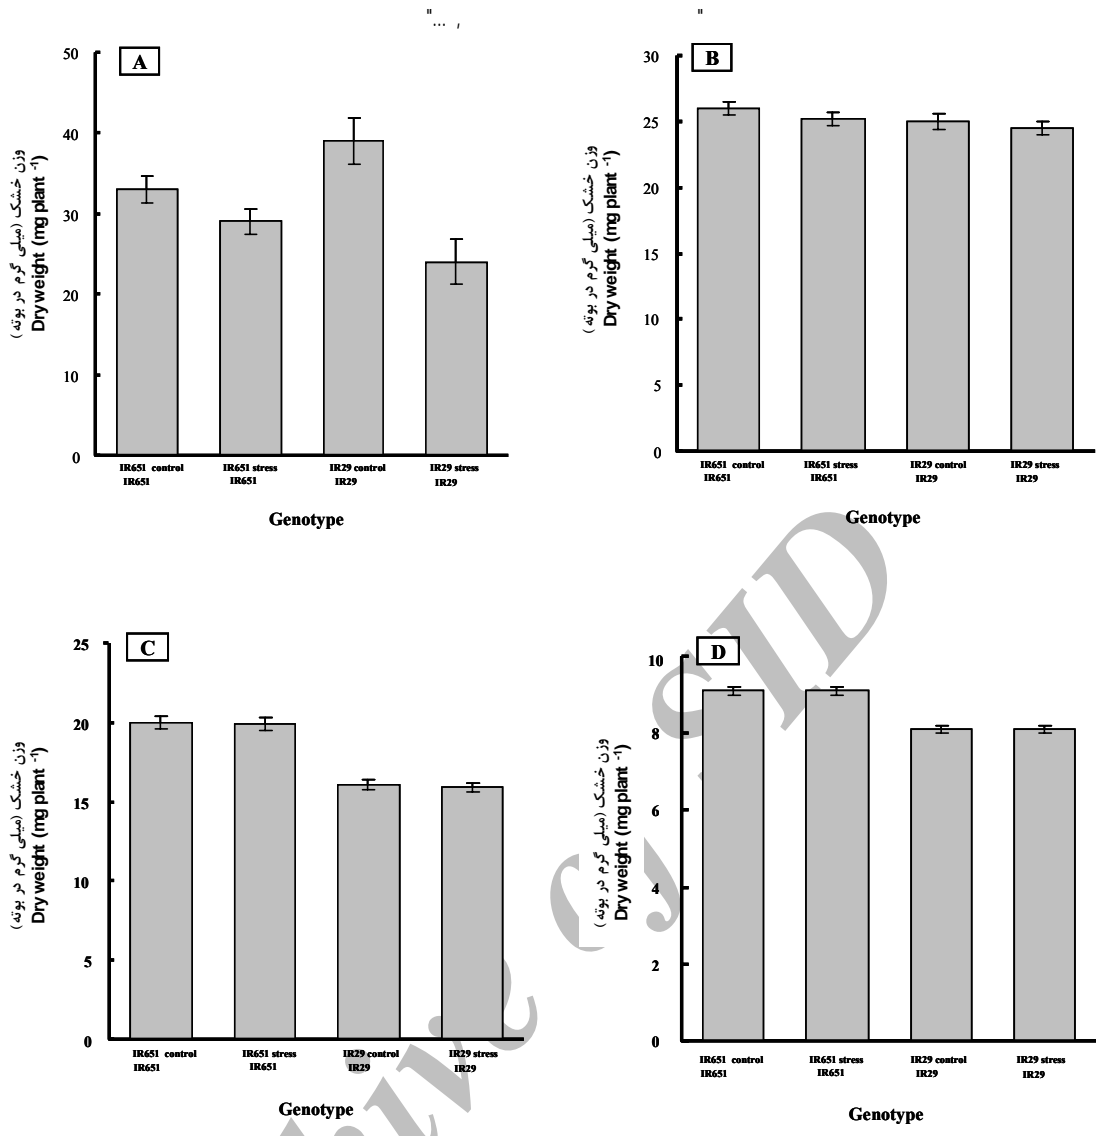 "... ,
"
A
50
40
30
20
10
0
وزن خشک (میلی گرم در بوته)
Dry weight (mg plant -1)
IR651 control IR651 stress IR29 control IR29 stress
IR651 IR651 IR29 IR29
Genotype
B
30
25
20
15
10
5
0
وزن خشک (میلی گرم در بوته)
Dry weight (mg plant -1)
IR651 control IR651 stress IR29 control IR29 stress
IR651 IR651 IR29 IR29
Genotype
C
25
20
15
10
5
0
وزن خشک (میلی گرم در بوته)
Dry weight (mg plant -1)
IR651 control IR651 stress IR29 control IR29 stress
IR651 IR651 IR29 IR29
Genotype
D
10
8
6
4
2
0
وزن خشک (میلی گرم در بوته)
Dry weight (mg plant -1)
IR651 control IR651 stress IR29 control IR29 stress
IR651 IR651 IR29 IR29
Genotype
SID